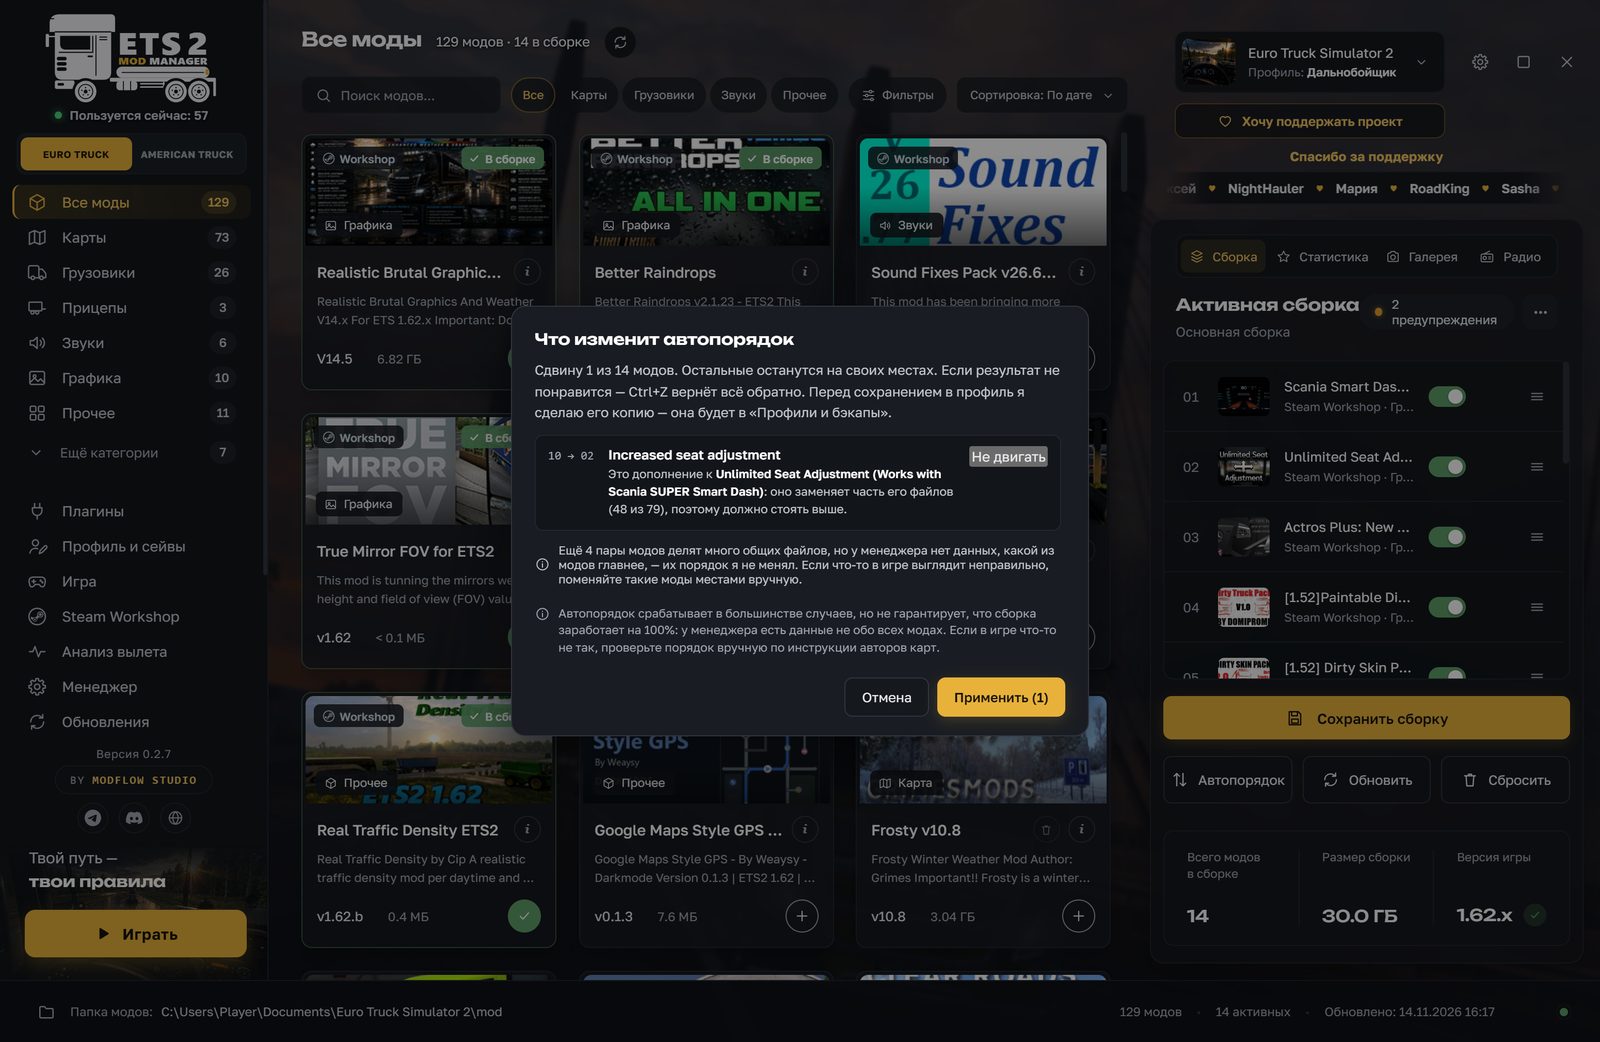 ETS 2
MOD MANAGER
Пользуется сейчас: 57
EURO TRUCK
AMERICAN TRUCK
Все моды 129
Карты 73
Грузовики 26
Прицепы 3
Звуки 6
Графика 10
Прочее 11
Ещё категории 7
Плагины
Профиль и сейвы
Игра
Steam Workshop
Анализ вылета
Менеджер
Обновления
Версия 0.2.7
BY MODFLOW STUDIO
Твой путь —
твои правила
Играть
Все моды 129 модов · 14 в сборке
Поиск модов...
Все
Карты
Грузовики
Звуки
Прочее
Фильтры
Сортировка: По дате
Workshop
В сборке
Графика
Realistic Brutal Graphic...
Realistic Brutal Graphics And Weather
V14.x For ETS 1.62.x Important: Do
V14.5 6.82 ГБ
BETTER
DROPS
ALL IN ONE
Workshop
В сборке
Графика
Better Raindrops
Better Raindrops v2.1.23 - ETS2 This
Sound
26
Fixes
Workshop
Звуки
Sound Fixes Pack v26.6...
This mod has been bringing more
TRUE
MIRROR
FOV
Workshop
В сб
Графика
True Mirror FOV for ETS2
This mod is tunning the mirrors we
height and field of view (FOV) valu
v1.62 < 0.1 МБ
Workshop
В сб
Прочее
ETS2 1.62
Real Traffic Density ETS2
Real Traffic Density by Cip A realistic
traffic density mod per daytime and ...
v1.62.b 0.4 МБ
Style GPS
By Weaysy
Прочее
Google Maps Style GPS ...
Google Maps Style GPS - By Weaysy -
Darkmode Version 0.1.3 | ETS2 1.62 | ...
v0.1.3 7.6 МБ
Карта
Frosty v10.8
Frosty Winter Weather Mod Author:
Grimes Important!! Frosty is a winter...
v10.8 3.04 ГБ
Что изменит автопорядок
Сдвину 1 из 14 модов. Остальные останутся на своих местах. Если результат не
понравится — Ctrl+Z вернёт всё обратно. Перед сохранением в профиль я
сделаю его копию — она будет в «Профили и бэкапы».
10 → 02 Increased seat adjustment
Не двигать
Это дополнение к Unlimited Seat Adjustment (Works with
Scania SUPER Smart Dash): оно заменяет часть его файлов
(48 из 79), поэтому должно стоять выше.
Ещё 4 пары модов делят много общих файлов, но у менеджера нет данных, какой из
модов главнее, — их порядок я не менял. Если что-то в игре выглядит неправильно,
поменяйте такие моды местами вручную.
Автопорядок срабатывает в большинстве случаев, но не гарантирует, что сборка
заработает на 100%: у менеджера есть данные не обо всех модах. Если в игре что-то
не так, проверьте порядок вручную по инструкции авторов карт.
Отмена
Применить (1)
Euro Truck Simulator 2
Профиль: Дальнобойщик
Хочу поддержать проект
Спасибо за поддержку
ксей NightHauler Мария RoadKing Sasha
Сборка
Статистика
Галерея
Радио
Активная сборка
2
предупреждения
Основная сборка
01 Scania Smart Das...
Steam Workshop · Гр...
02 Unlimited Seat Ad...
Steam Workshop · Гр...
Unlimited Seat
Adjustment
03 Actros Plus: New ...
Steam Workshop · Гр...
04 [1.52]Paintable Di...
Steam Workshop · Гр...
V1.0
05 [1.52] Dirty Skin P...
Сохранить сборку
Автопорядок
Обновить
Сбросить
Всего модов
в сборке
14
Размер сборки
30.0 ГБ
Версия игры
1.62.x
Папка модов: C:\Users\Player\Documents\Euro Truck Simulator 2\mod
129 модов · 14 активных · Обновлено: 14.11.2026 16:17